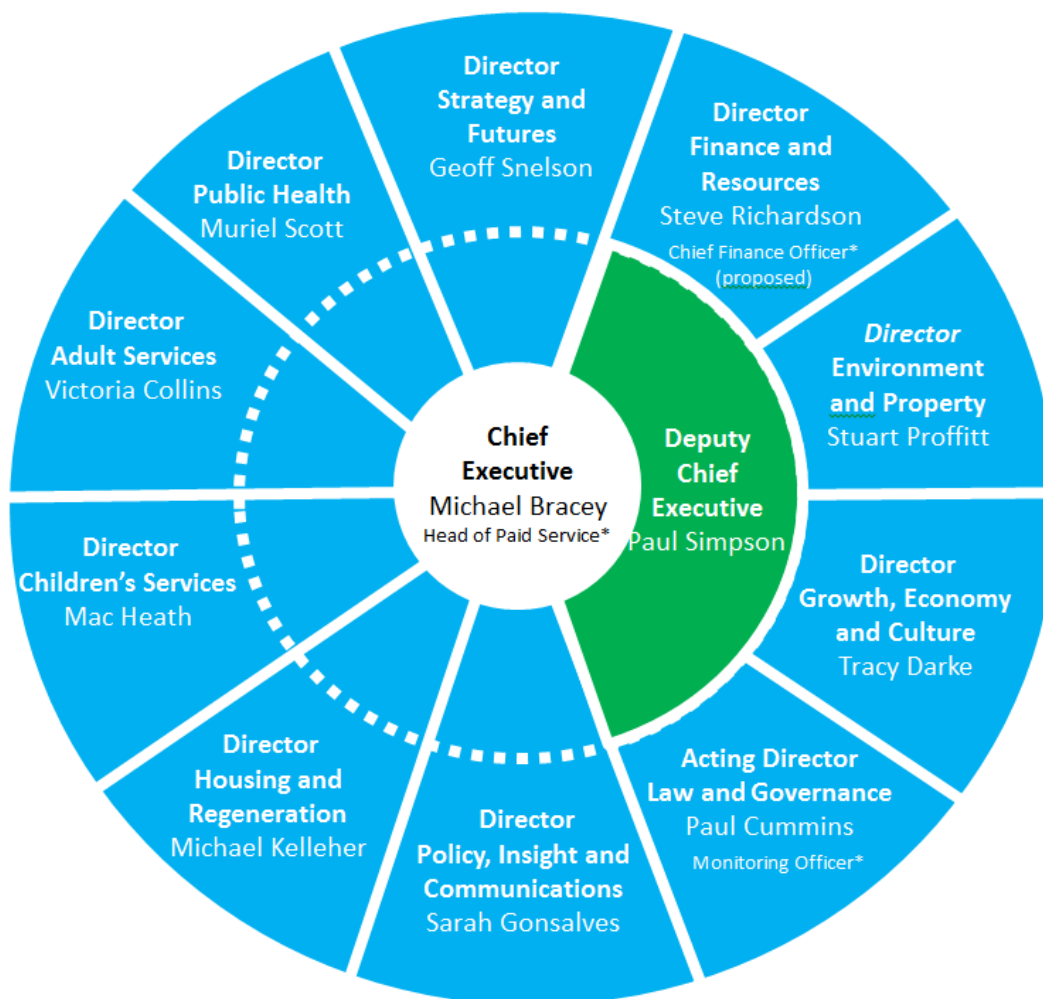 Director
Strategy and
Futures
Geoff Snelson
Director
Finance and
Resources
Steve Richardson
Chief Finance Officer*
(proposed)
Director
Environment
and Property
Stuart Proffitt
Director
Growth, Economy
and Culture
Tracy Darke
Acting Director
Law and Governance
Paul Cummins
Monitoring Officer*
Director
Policy, Insight and
Communications
Sarah Gonsalves
Director
Housing and
Regeneration
Michael Kelleher
Director
Children's Services
Mac Heath
Director
Adult Services
Victoria Collins
Director
Public Health
Muriel Scott
Chief
Executive
Michael Bracey
Head of Paid Service*
Deputy
Chief
Executive
Paul Simpson